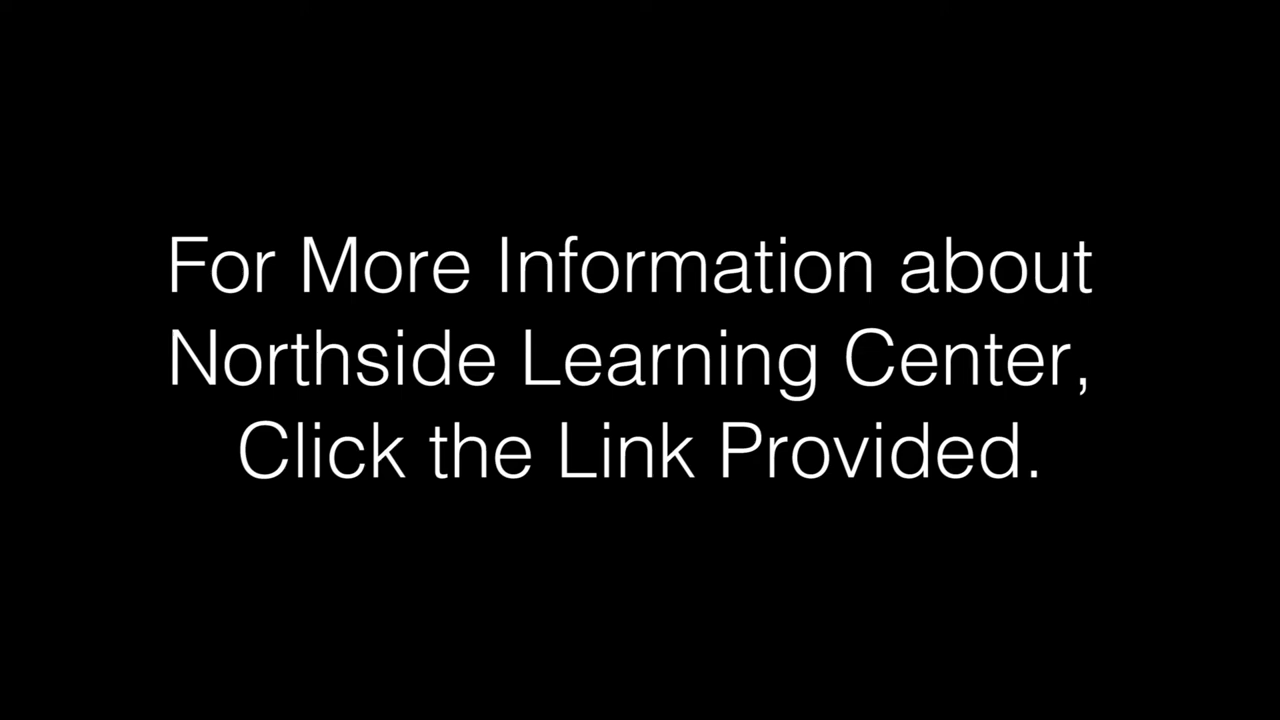 For More Information about
Northside Learning Center,
Click the Link Provided.